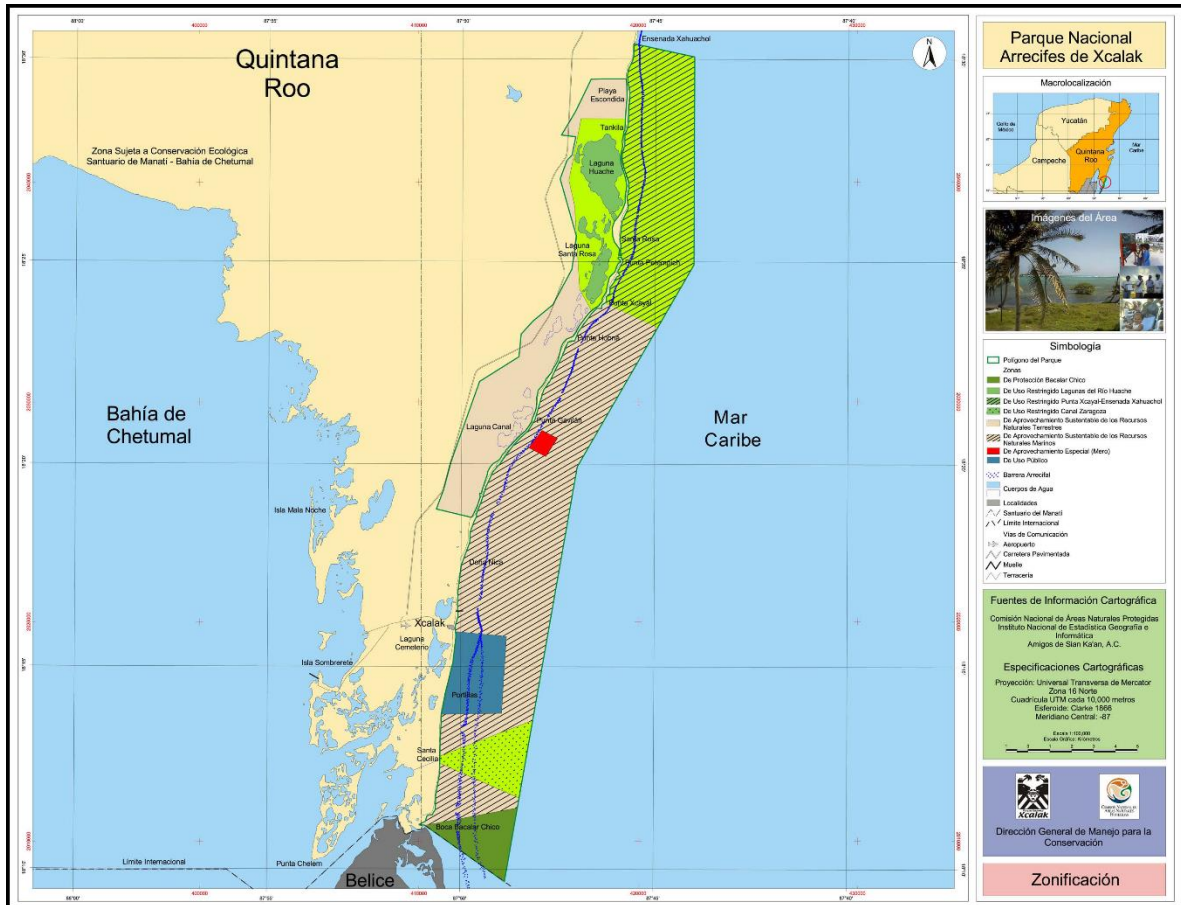 Quintana
Roo
Zona Sujeta a Conservación Ecológica
Santuario de Manatí - Bahía de Chetumal
Bahía de
Chetumal
Mar
Caribe
Ensenada Xahuachol
Playa
Escondida
Tankila
Laguna
Huache
Santa Rosa
Laguna
Santa Rosa
Punta Xcayal
Laguna Canal
Punta Gavilán
Isla Mala Noche
Doña Nica
Xcalak
Laguna
Cementerio
Isla Sombrerete
Portillas
Santa
Cecilia
Boca Bacalar Chico
Límite Internacional
Punta Chelem
Belice
N
Parque Nacional
Arrecifes de Xcalak
Macrolocalización
Golfo de
México
Yucatán
Quintana
Roo
Campeche
Mar
Caribe
Imágenes del Área
Simbología
Polígono del Parque
Zonas
De Protección Bacalar Chico
De Uso Restringido Lagunas del Río Huache
De Uso Restringido Punta Xcayal-Ensenada Xahuachol
De Uso Restringido Canal Zaragoza
De Aprovechamiento Sustentable de los Recursos
Naturales Terrestres
De Aprovechamiento Sustentable de los Recursos
Naturales Marinos
De Aprovechamiento Especial (Mero)
De Uso Público
Barrera Arrecifal
Cuerpos de Agua
Localidades
Santuario del Manatí
Límite Internacional
Vías de Comunicación
Aeropuerto
Carretera Pavimentada
Muelle
Terracería
Fuentes de Información Cartográfica
Comisión Nacional de Áreas Naturales Protegidas
Instituto Nacional de Estadística Geografía e
Informática
Amigos de Sian Ka'an, A.C.
Especificaciones Cartográficas
Proyección: Universal Transversa de Mercator
Zona 16 Norte
Cuadrícula UTM cada 10,000 metros
Esferoide: Clarke 1866
Meridiano Central: -87
Escala Gráfica: Kilómetros
Xcalak
Dirección General de Manejo para la
Conservación
Zonificación